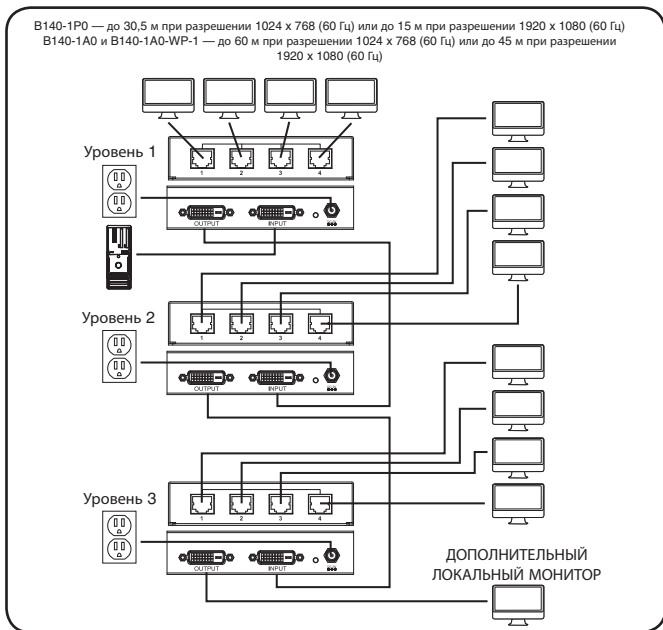 B140-1P0 — до 30,5 м при разрешении 1024 x 768 (60 Гц) или до 15 м при разрешении 1920 x 1080 (60 Гц)
B140-1A0 и B140-1A0-WP-1 — до 60 м при разрешении 1024 x 768 (60 Гц) или до 45 м при разрешении
1920 x 1080 (60 Гц)
Уровень 1
1 2 3 4
OUTPUT INPUT
Уровень 2
1 2 3 4
OUTPUT INPUT
Уровень 3
1 2 3 4
OUTPUT INPUT
ДОПОЛНИТЕЛЬНЫЙ
ЛОКАЛЬНЫЙ МОНИТОР